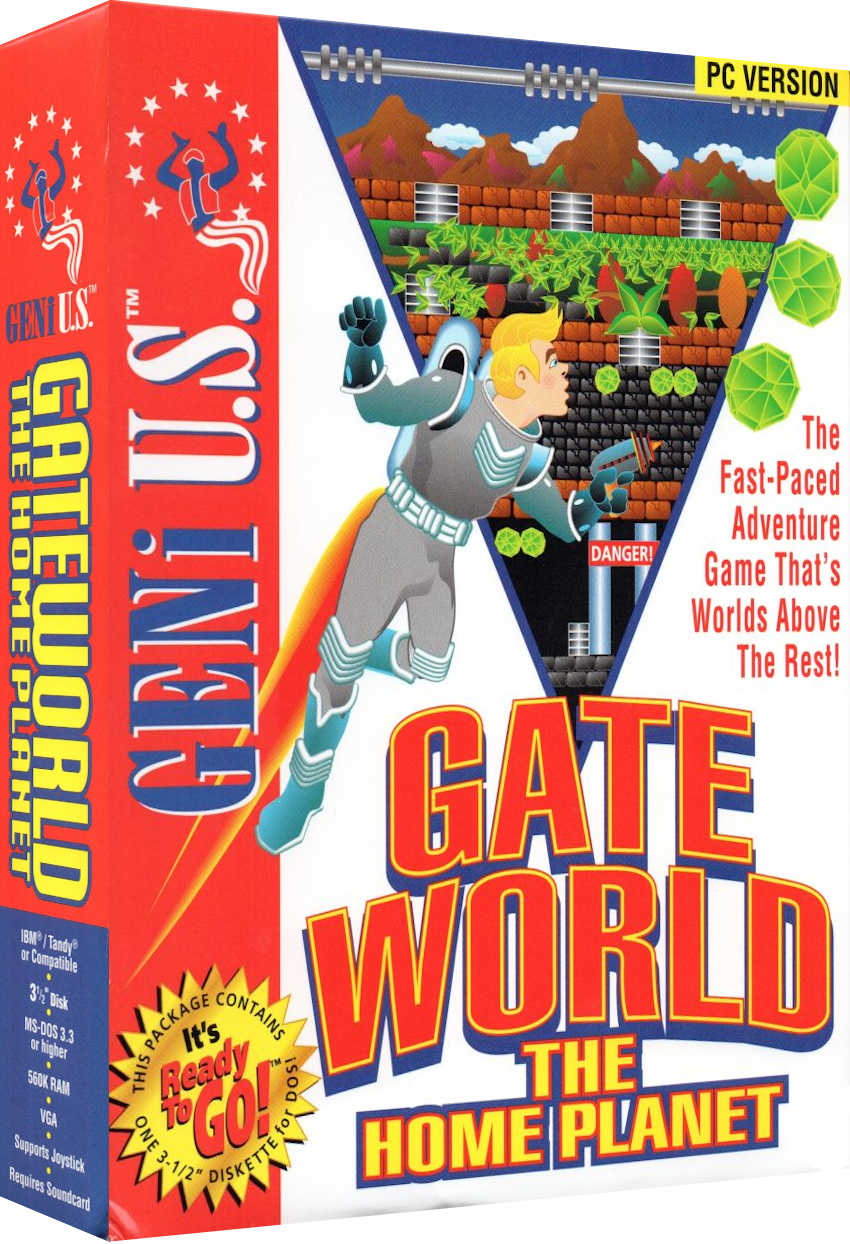 GENi U.S.™
GATEWORLD
THE HOME PLANET
IBM® / Tandy®
or Compatible
3½" Disk
MS-DOS 3.3
or higher
560K RAM
VGA
Supports Joystick
Requires Soundcard
GENi U.S.™
PC VERSION
DANGER!
The
Fast-Paced
Adventure
Game That's
Worlds Above
The Rest!
GATE
WORLD
THE
HOME PLANET
THIS PACKAGE CONTAINS
It's
Ready
To GO!™
ONE 3-1/2" DISKETTE for DOS!